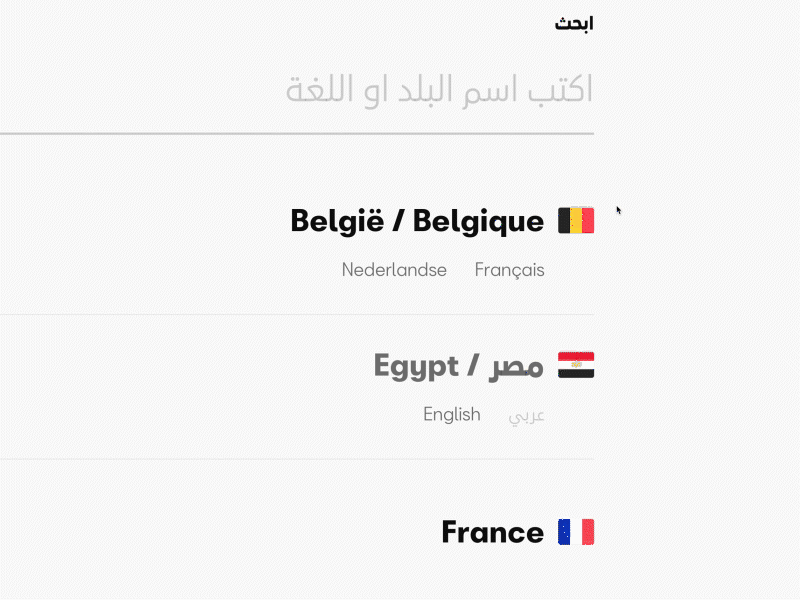 ابحث
اكتب اسم البلد او اللغة
België / Belgique
Nederlandse Français
Egypt / مصر
English عربي
France